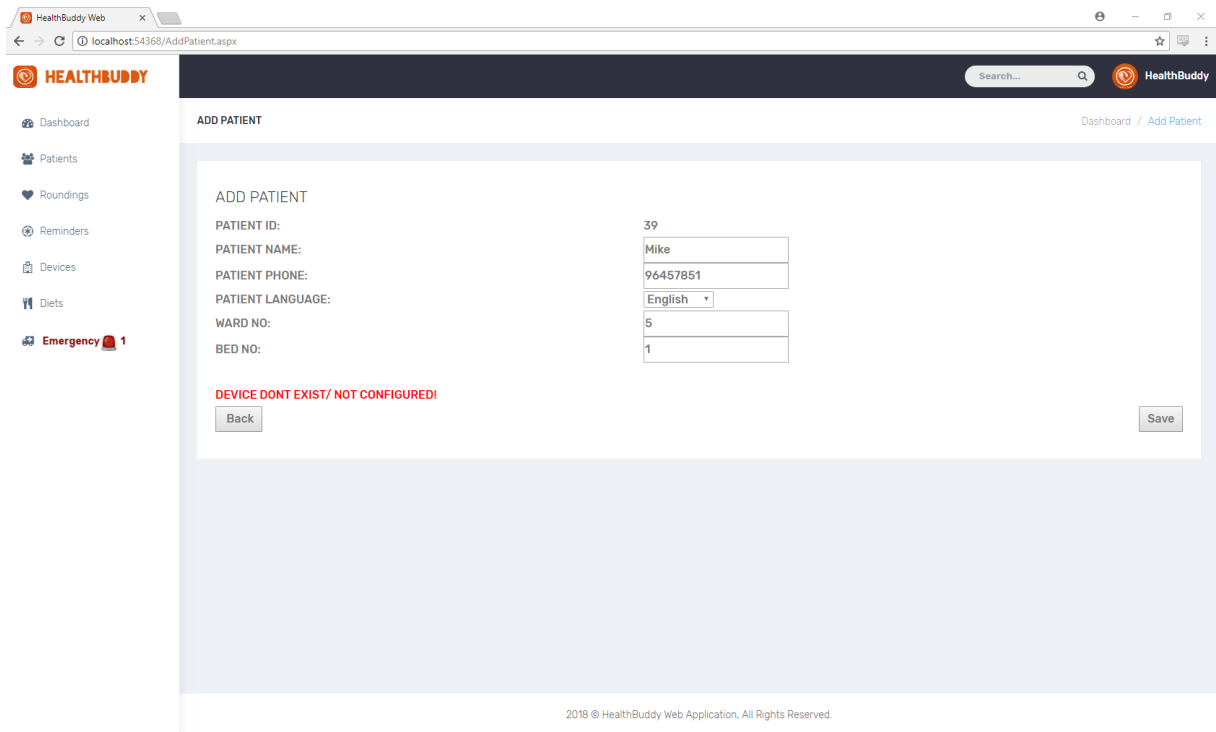 HealthBuddy Web
localhost:54368/AddPatient.aspx
HEALTHBUDDY
Search...
HealthBuddy
Dashboard
Patients
Roundings
Reminders
Devices
Diets
Emergency 1
ADD PATIENT
Dashboard / Add Patient
ADD PATIENT
PATIENT ID: 39
PATIENT NAME: Mike
PATIENT PHONE: 96457851
PATIENT LANGUAGE: English
WARD NO: 5
BED NO: 1
DEVICE DONT EXIST/ NOT CONFIGURED!
Back
Save
2018 © HealthBuddy Web Application, All Rights Reserved.